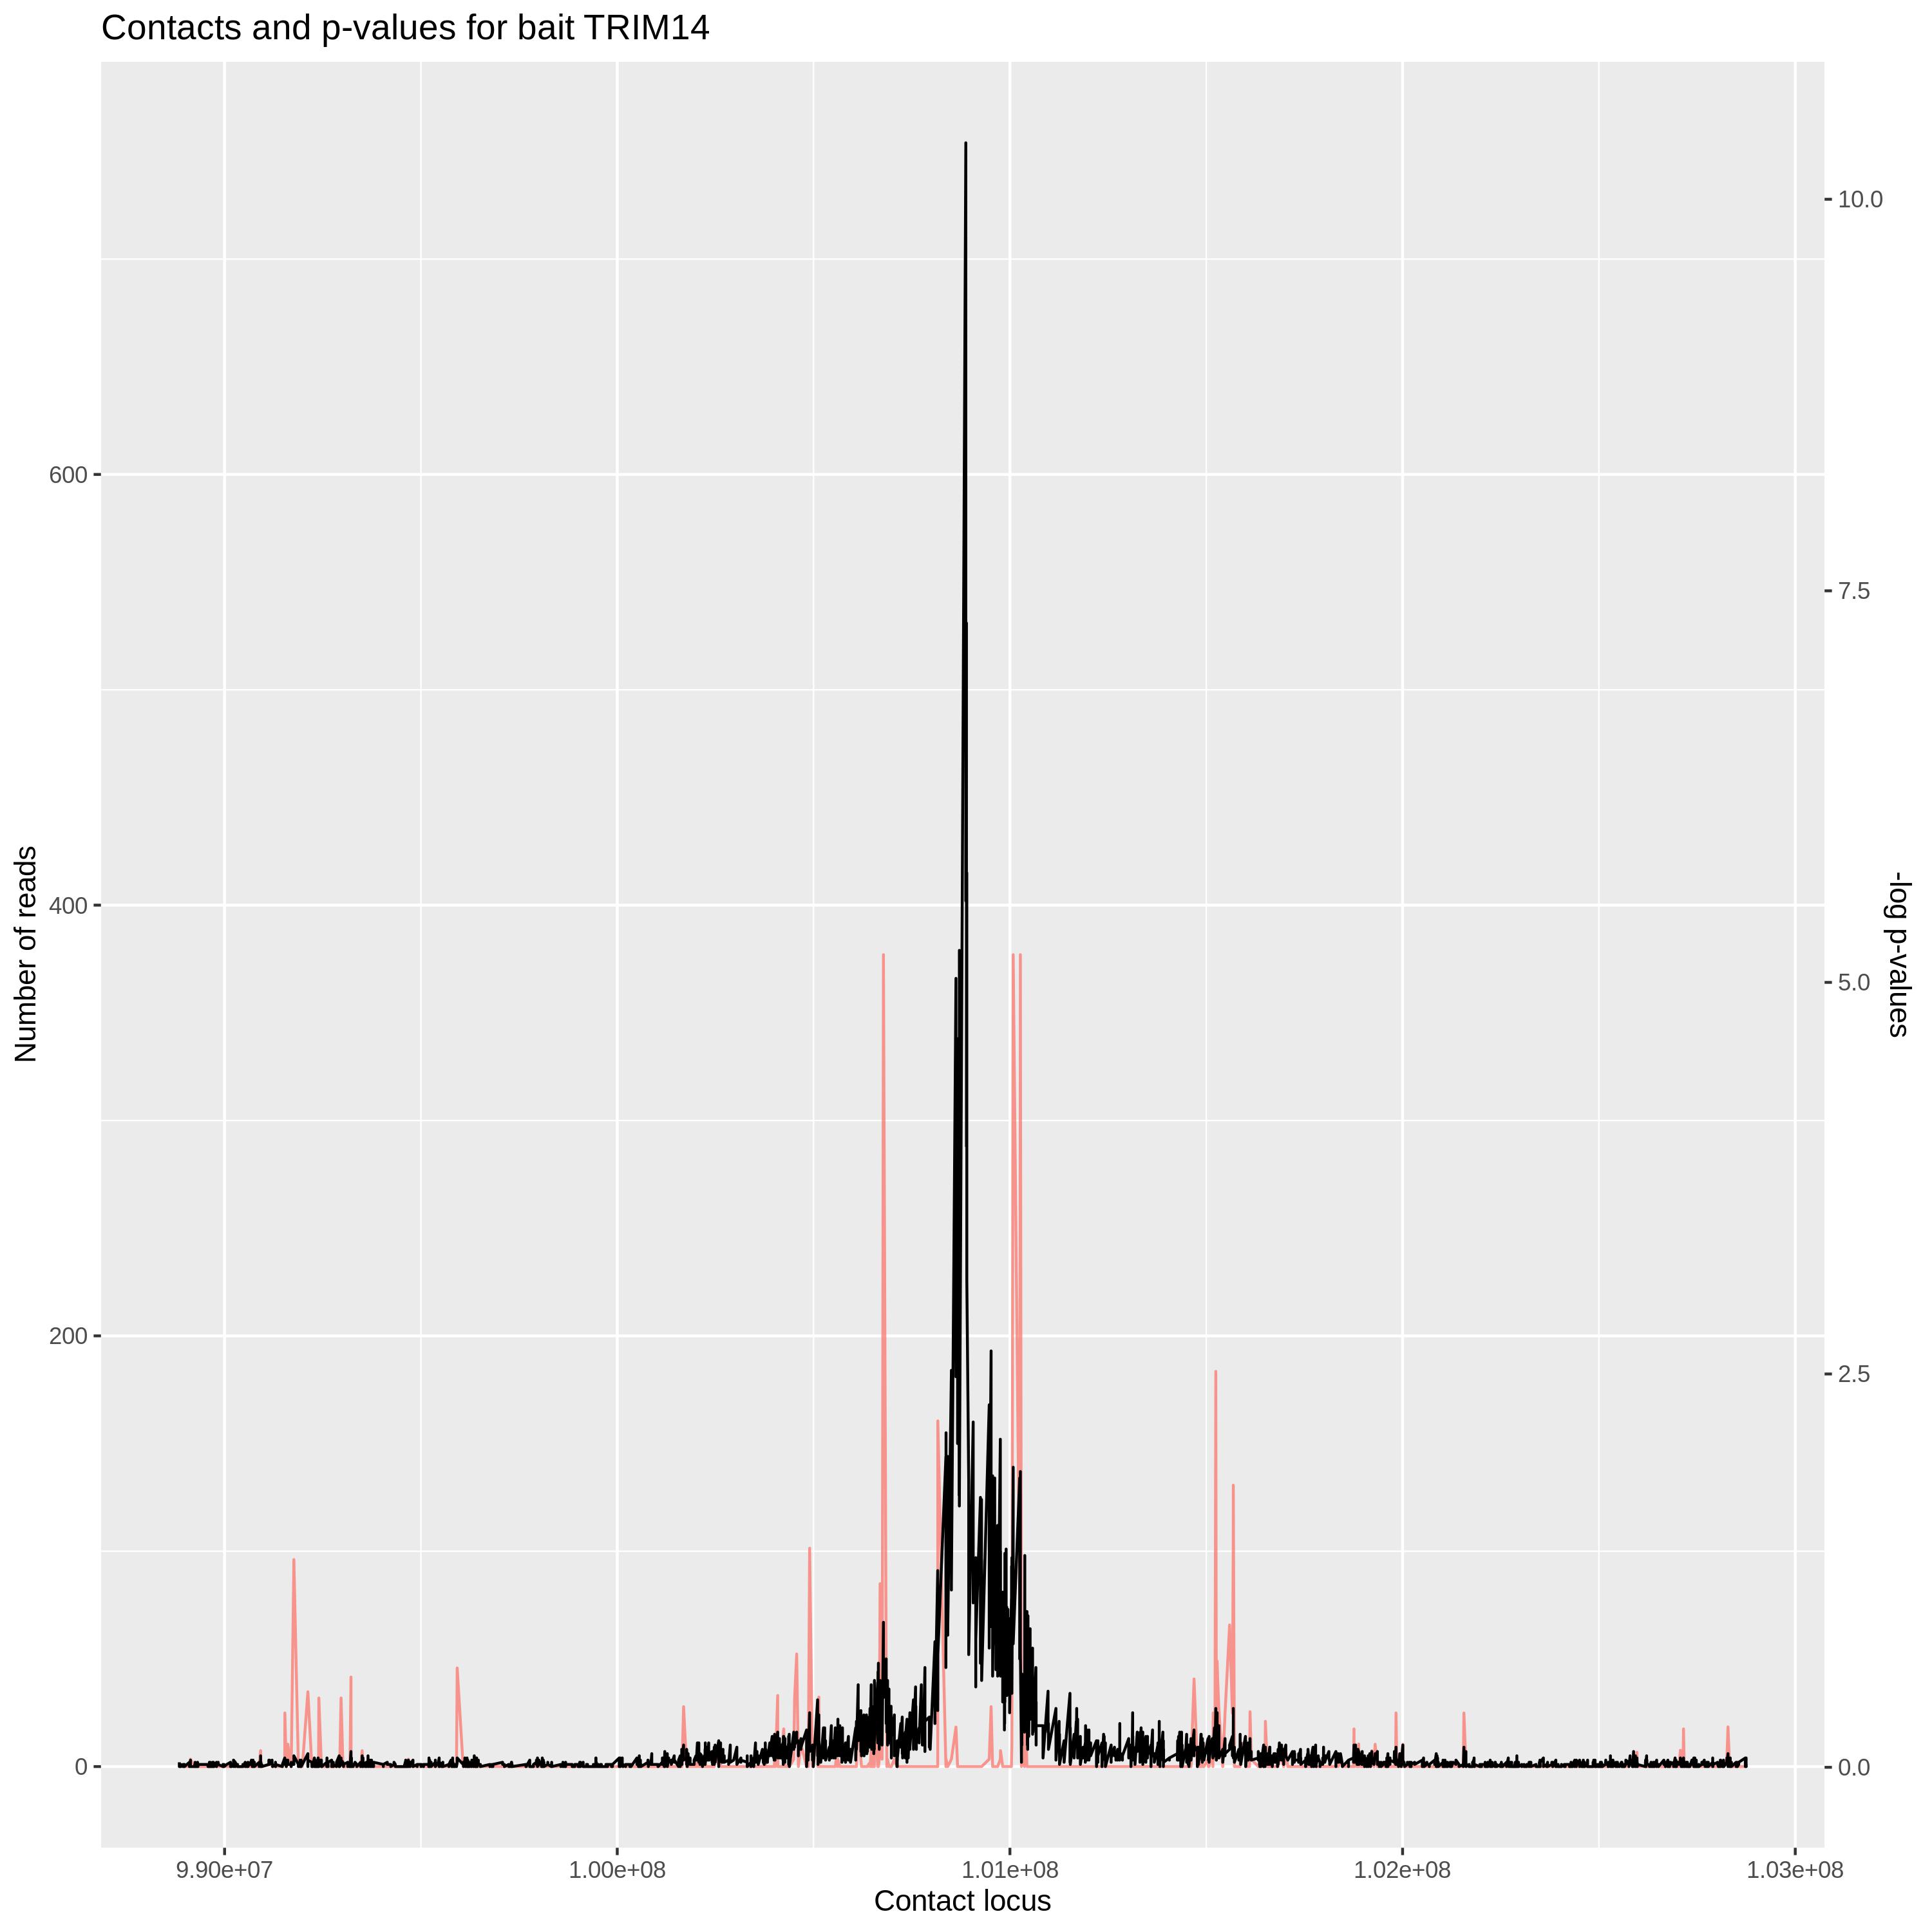 Contacts and p-values for bait TRIM14
Number of reads
600
400
200
0
10.0
7.5
5.0
2.5
0.0
-log p-values
9.90e+07
1.00e+08
1.01e+08
1.02e+08
1.03e+08
Contact locus